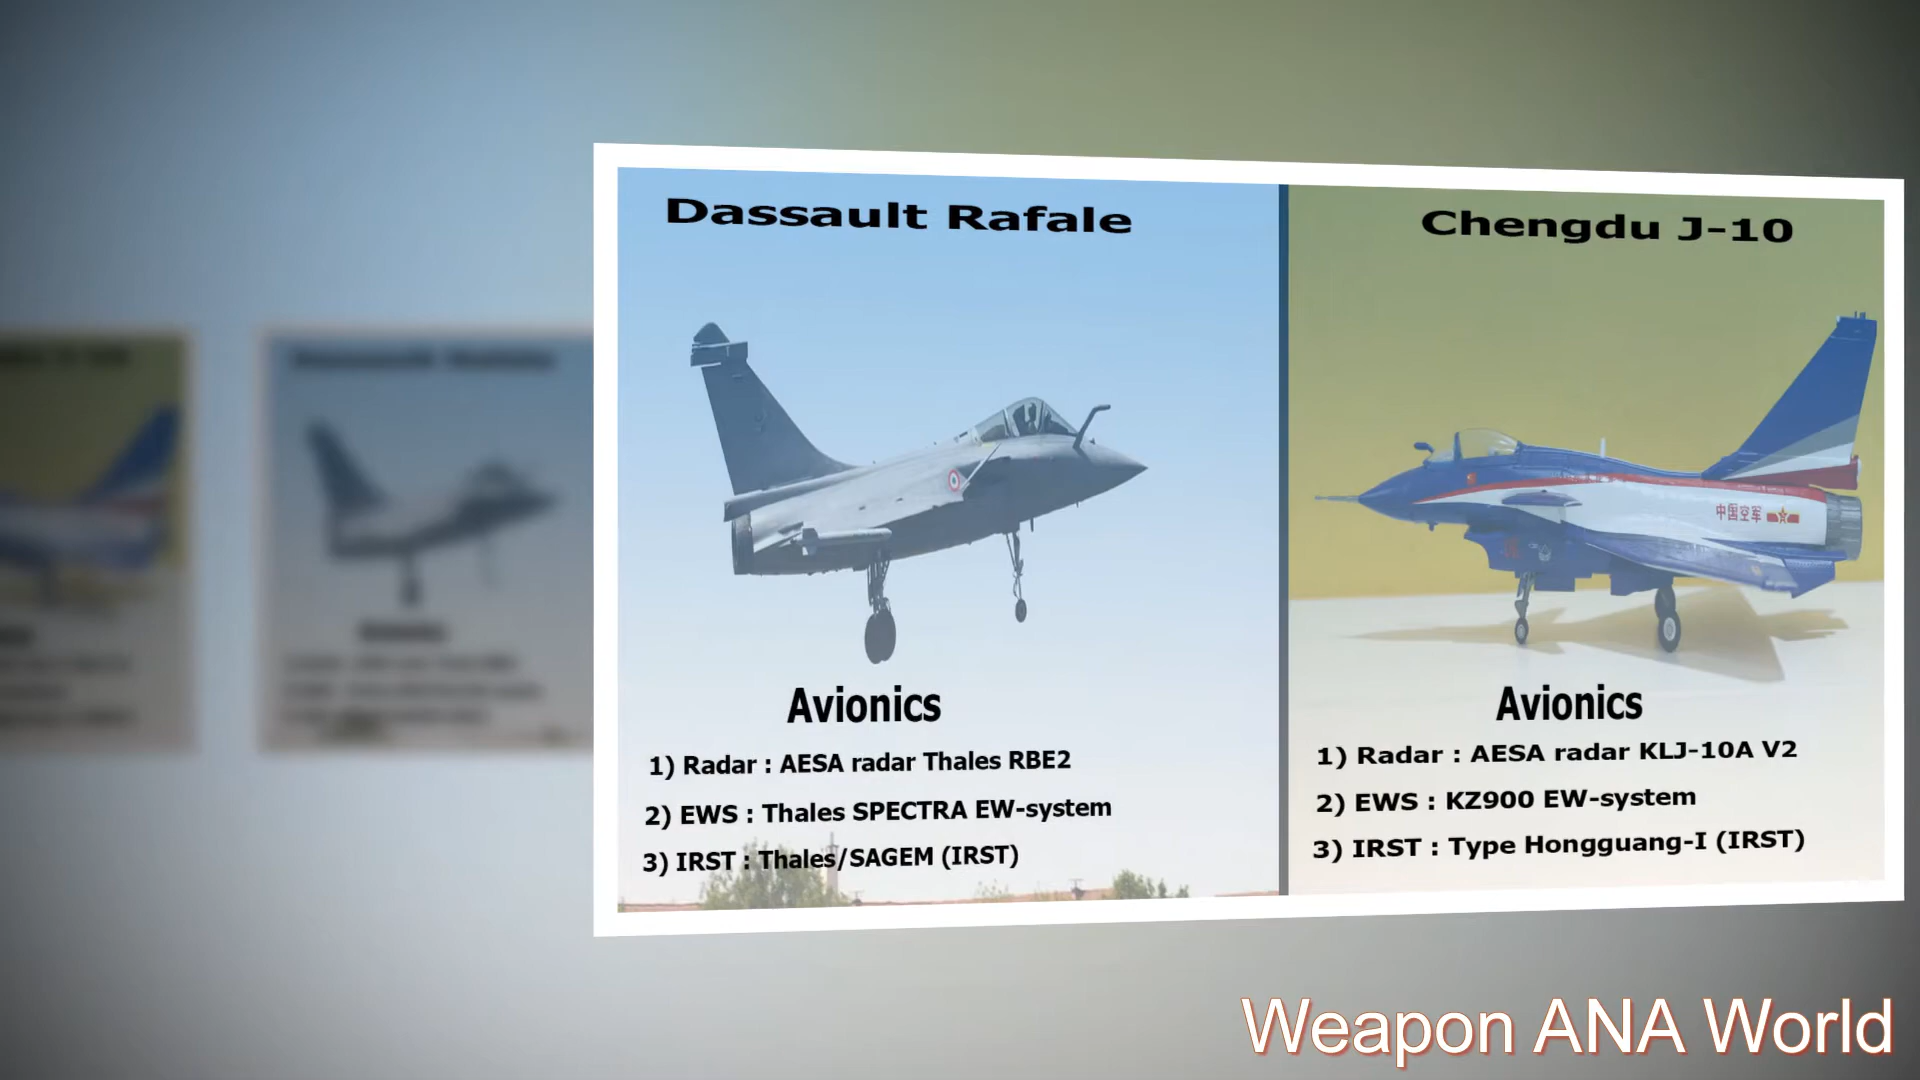 Dassault Rafale
Avionics
1) Radar : AESA radar Thales RBE2
2) EWS : Thales SPECTRA EW-system
3) IRST : Thales/SAGEM (IRST)
Chengdu J-10
中国空军
Avionics
1) Radar : AESA radar KLJ-10A V2
2) EWS : KZ900 EW-system
3) IRST : Type Hongguang-I (IRST)
Weapon ANA World